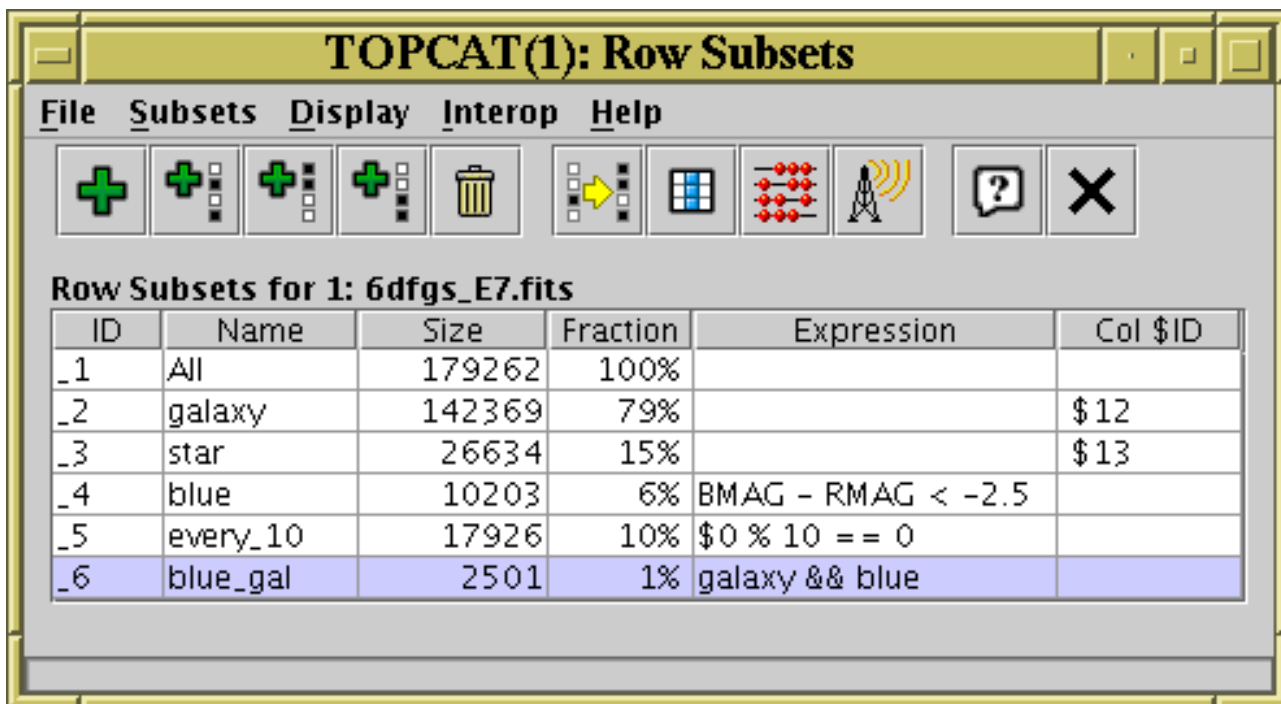 TOPCAT(1): Row Subsets
File Subsets Display Interop Help
?
Row Subsets for 1: 6dfgs_E7.fits
ID Name Size Fraction Expression Col $ID
_1 All 179262 100%
_2 galaxy 142369 79% $12
_3 star 26634 15% $13
_4 blue 10203 6% BMAG - RMAG < -2.5
_5 every_10 17926 10% $0 % 10 == 0
_6 blue_gal 2501 1% galaxy && blue